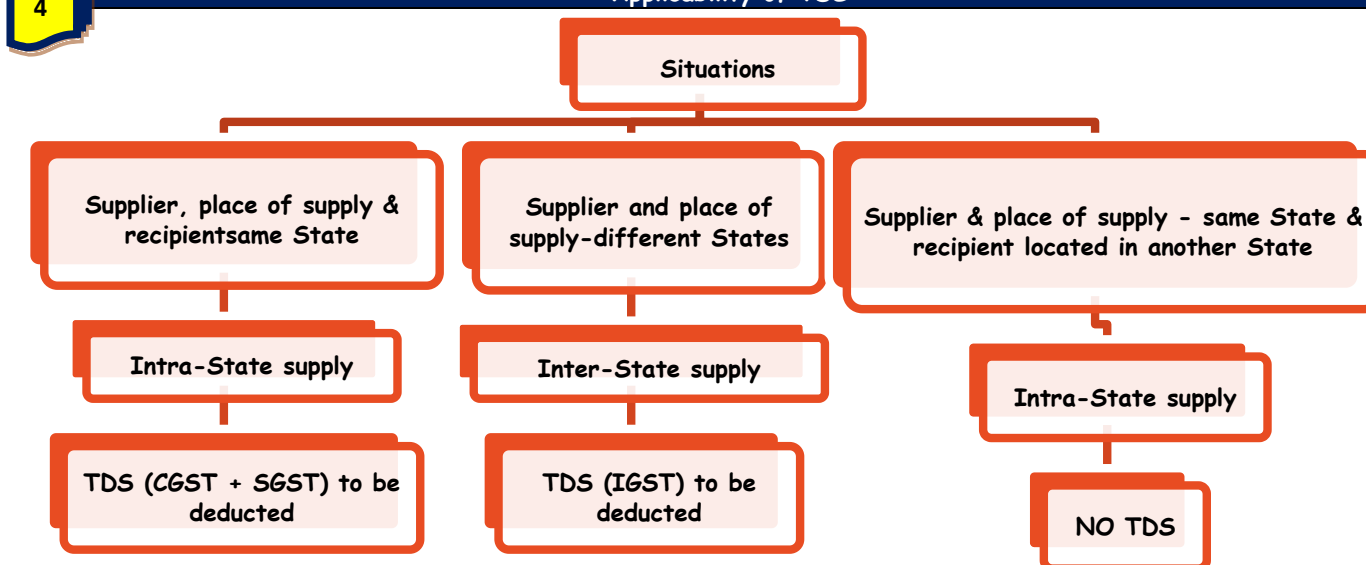 4
Situations
Supplier, place of supply &
recipientsame State
Supplier and place of
supply-different States
Supplier & place of supply - same State &
recipient located in another State
Intra-State supply
Inter-State supply
Intra-State supply
TDS (CGST + SGST) to be
deducted
TDS (IGST) to be
deducted
NO TDS